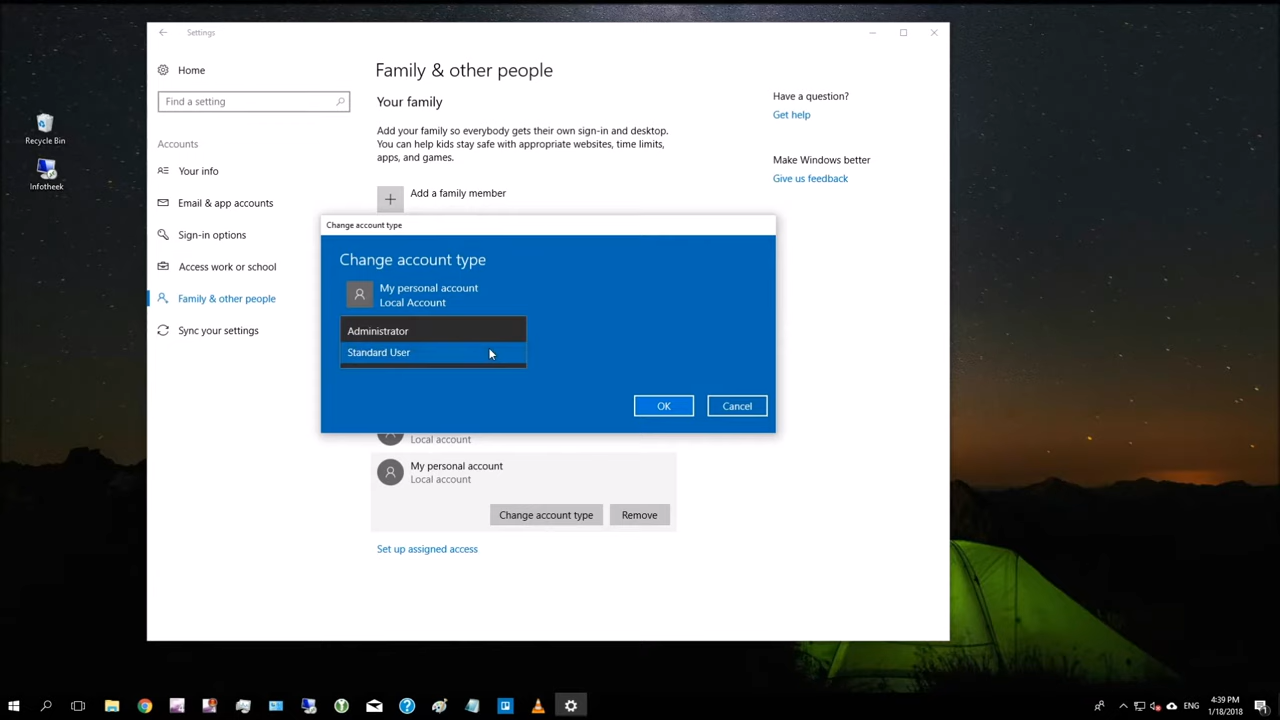 Settings
Home
Find a setting
Accounts
Your info
Email & app accounts
Sign-in options
Access work or school
Family & other people
Sync your settings
Family & other people
Your family
Add your family so everybody gets their own sign-in and desktop.
You can help kids stay safe with appropriate websites, time limits,
apps, and games.
Add a family member
Have a question?
Get help
Make Windows better
Give us feedback
Recycle Bin
Infotheek
Change account type
Change account type
My personal account
Local Account
Administrator
Standard User
OK
Cancel
Local account
My personal account
Local account
Change account type
Remove
Set up assigned access
ENG
4:39 PM
1/18/2018